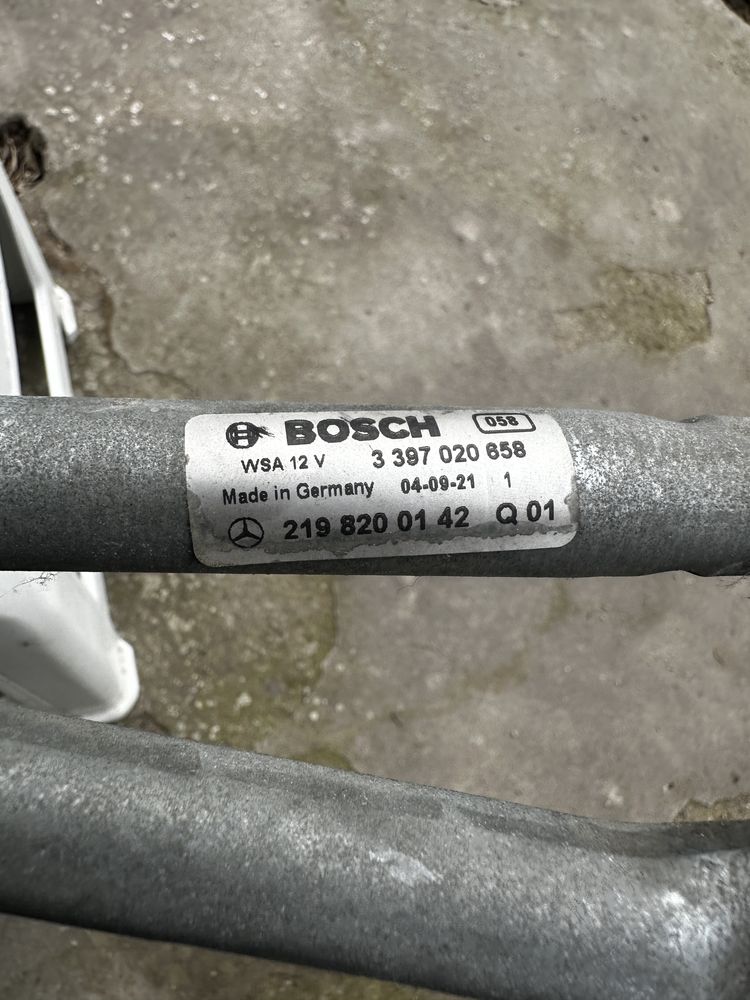 BOSCH 058
WSA 12 V 3 397 020 658
Made in Germany 04-09-21 1
219 820 01 42 Q 01